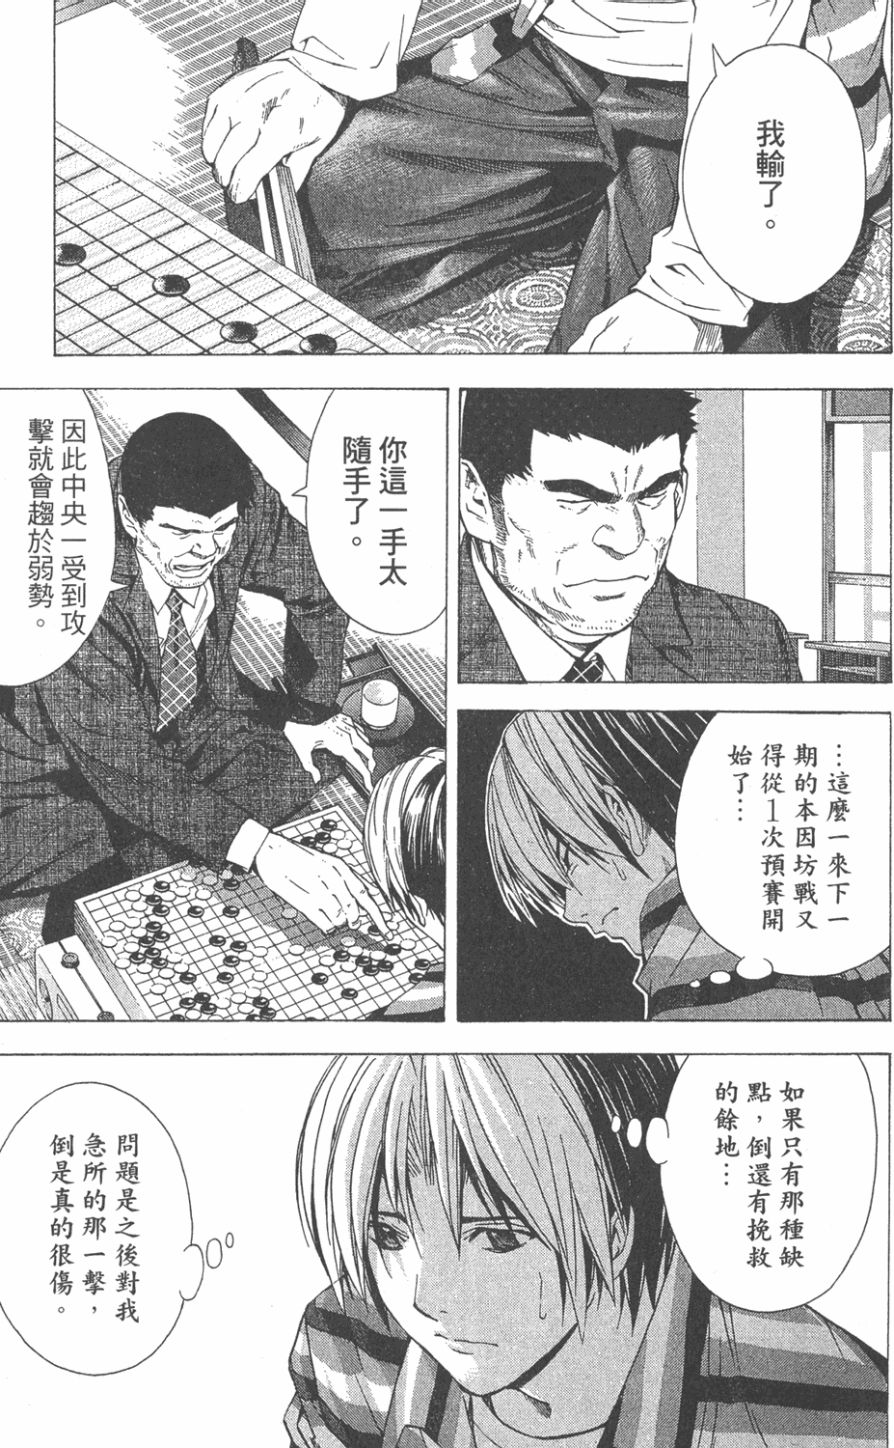 我輸了。
…這麼一來下一
期的本因坊戰又
得從1次預賽開
始了…
你這一手太
隨手了。
因此中央一受到攻
擊就會趨於弱勢。
如果只有那種缺
點，倒還有挽救
的餘地…
問題是之後對我
急所的那一擊，
倒是真的很傷。